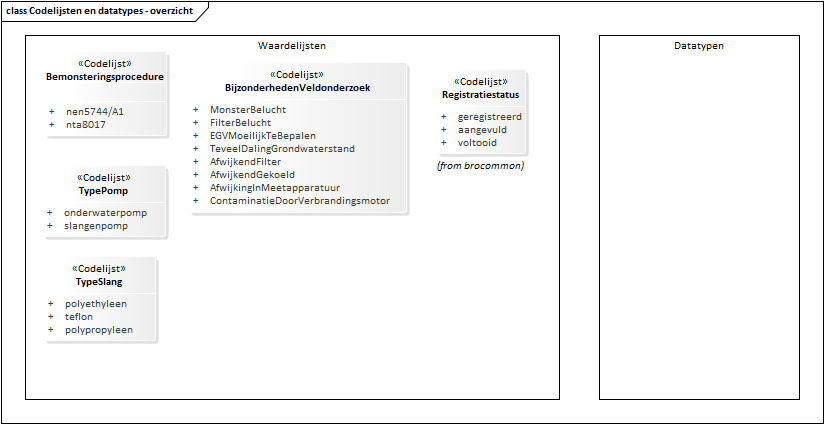 class Codelijsten en datatypes - overzicht
Waardelijsten
«Codelijst»
Bemonsteringsprocedure
+ nen5744/A1
+ nta8017
«Codelijst»
TypePomp
+ onderwaterpomp
+ slangenpomp
«Codelijst»
TypeSlang
+ polyethyleen
+ teflon
+ polypropyleen
«Codelijst»
BijzonderhedenVeldonderzoek
+ MonsterBelucht
+ FilterBelucht
+ EGVMoeilijkTeBepalen
+ TeveelDalingGrondwaterstand
+ AfwijkendFilter
+ AfwijkendGekoeld
+ AfwijkingInMeetapparatuur
+ ContaminatieDoorVerbrandingsmotor
«Codelijst»
Registratiestatus
+ geregistreerd
+ aangevuld
+ voltooid
(from brocommon)
Datatypen